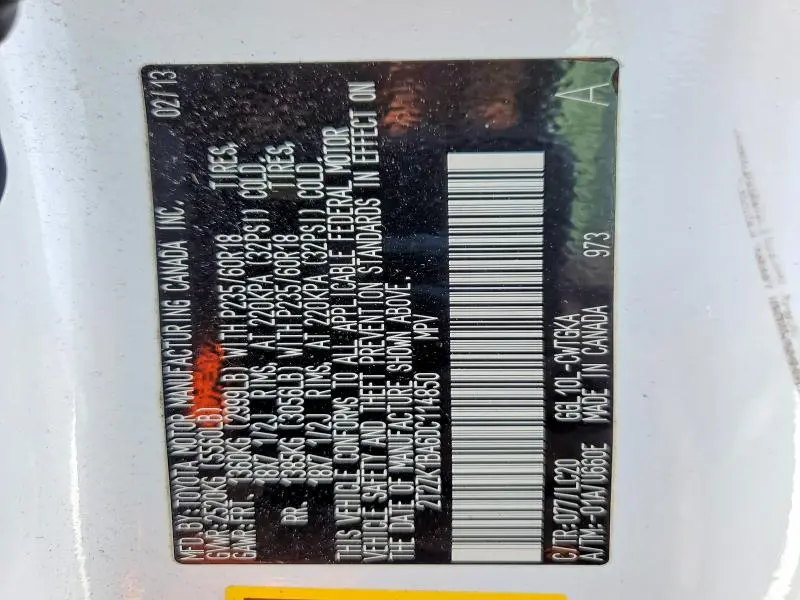 MFD BY:TOYOTA MOTOR MANUFACTURING CANADA INC. 02/13
GVWR:2520KG (5560LB)
GAWR:FRT. 1360KG (2999LB) WITH P235/60R18 TIRES,
18X7 1/2J RIMS, AT 220KPA (32PSI) COLD.
RR. 1385KG (3056LB) WITH P235/60R18 TIRES,
18X7 1/2J RIMS, AT 220KPA (32PSI) COLD.
THIS VEHICLE CONFORMS TO ALL APPLICABLE FEDERAL MOTOR
VEHICLE SAFETY AND THEFT PREVENTION STANDARDS IN EFFECT ON
THE DATE OF MANUFACTURE SHOWN ABOVE.
2T2ZK1BA6DC114850 MPV
A
C/TR:077/LC20 GGL10L-CWTGKA
A/TM:-01A/U660E MADE IN CANADA 973